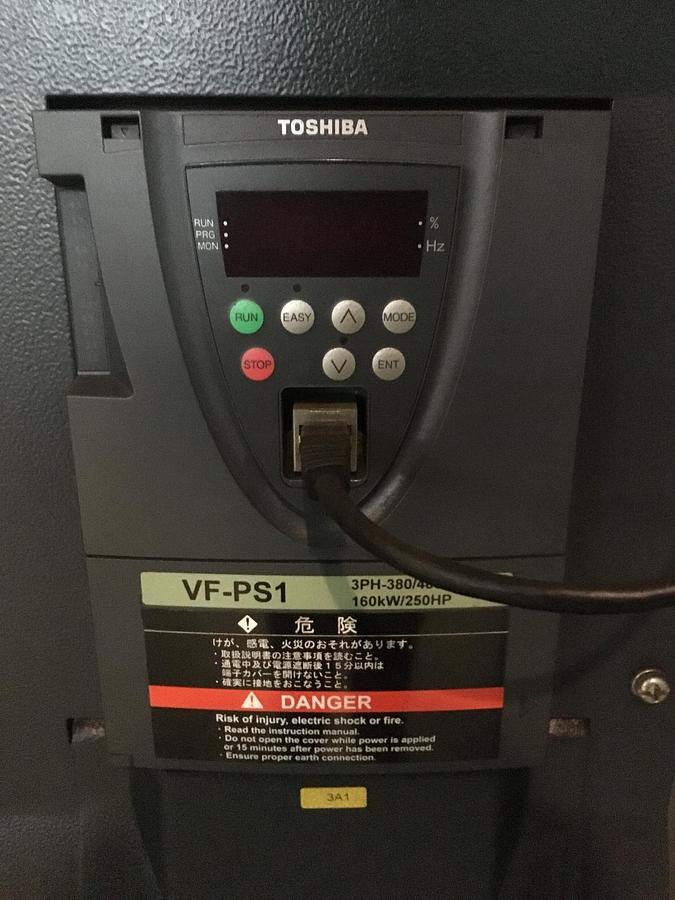 TOSHIBA
RUN
PRG
MON
%
Hz
RUN EASY MODE
STOP ENT
VF-PS1
3PH-380/48
160kW/250HP
危険
けが、感電、火災のおそれがあります。
・取扱説明書の注意事項を読むこと。
・通電中及び電源遮断後15分以内は
端子カバーを開けないこと。
・確実に接地をおこなうこと。
DANGER
Risk of injury, electric shock or fire.
・Read the instruction manual.
・Do not open the cover while power is applied
or 15 minutes after power has been removed.
・Ensure proper earth connection.
3A1